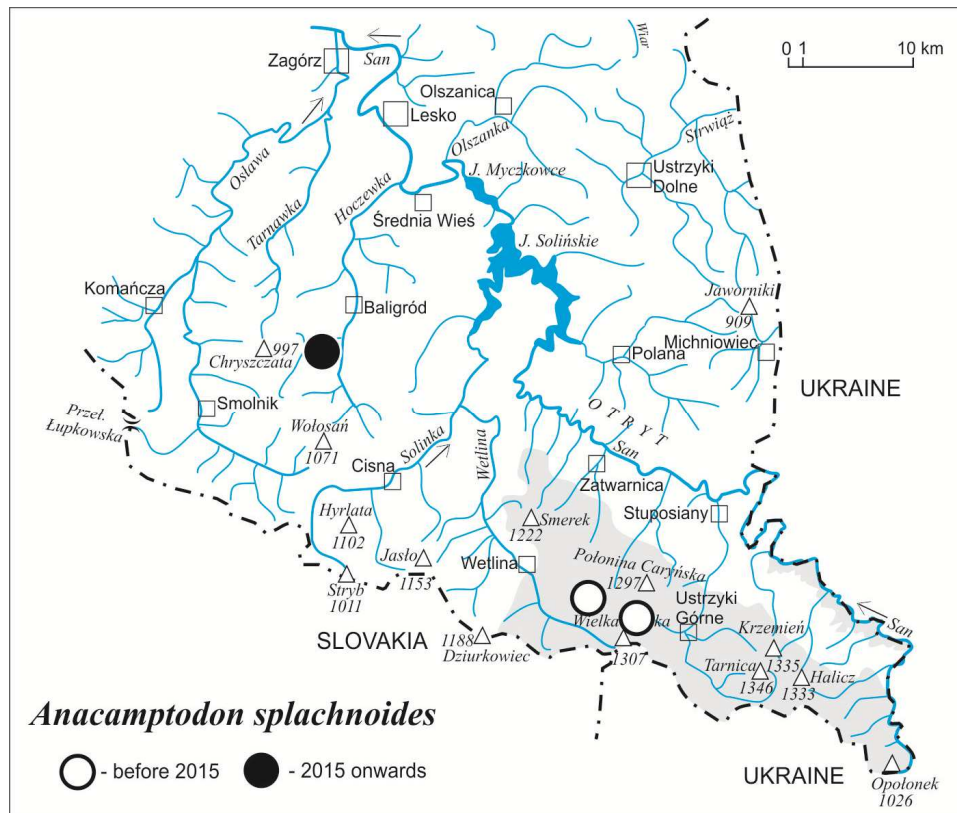 0 1 10 km
Zagórz
San
Wiar
Olszanica
Lesko
Olszanka
Strwiąż
Osława
Ustrzyki
Dolne
J. Myczkowce
Tarnawka
Hoczewka
Średnia Wieś
J. Solińskie
Komańcza
Baligród
Jaworniki
909
Michniowiec
997
Chryszczata
Polana
UKRAINE
Smolnik
Przeł.
Łupkowska
Wołosań
1071
Solinka
Wetlina
OTRYT
San
Cisna
Zatwarnica
Stuposiany
Hyrlata
1102
Smerek
1222
Jasło
1153
Wetlina
Połonina Caryńska
1297
Stryb
1011
Ustrzyki
Górne
San
SLOVAKIA
1188
Dziurkowiec
Wielka
1307
Krzemień
1335
Tarnica
1346
Halicz
1333
Anacamptodon splachnoides
- before 2015
- 2015 onwards
UKRAINE
Opołonek
1026